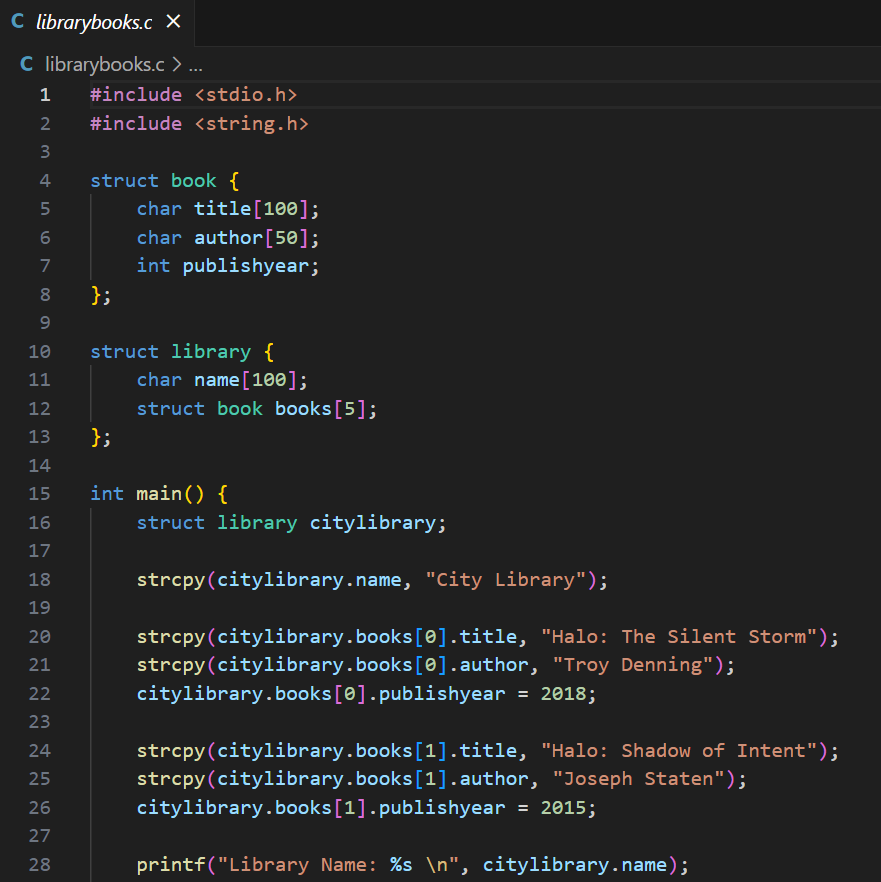 C librarybooks.c ×
C librarybooks.c > ...
1 #include <stdio.h>
2 #include <string.h>
3
4 struct book {
5     char title[100];
6     char author[50];
7     int publishyear;
8 };
9
10 struct library {
11     char name[100];
12     struct book books[5];
13 };
14
15 int main() {
16     struct library citylibrary;
17
18     strcpy(citylibrary.name, "City Library");
19
20     strcpy(citylibrary.books[0].title, "Halo: The Silent Storm");
21     strcpy(citylibrary.books[0].author, "Troy Denning");
22     citylibrary.books[0].publishyear = 2018;
23
24     strcpy(citylibrary.books[1].title, "Halo: Shadow of Intent");
25     strcpy(citylibrary.books[1].author, "Joseph Staten");
26     citylibrary.books[1].publishyear = 2015;
27
28     printf("Library Name: %s \n", citylibrary.name);